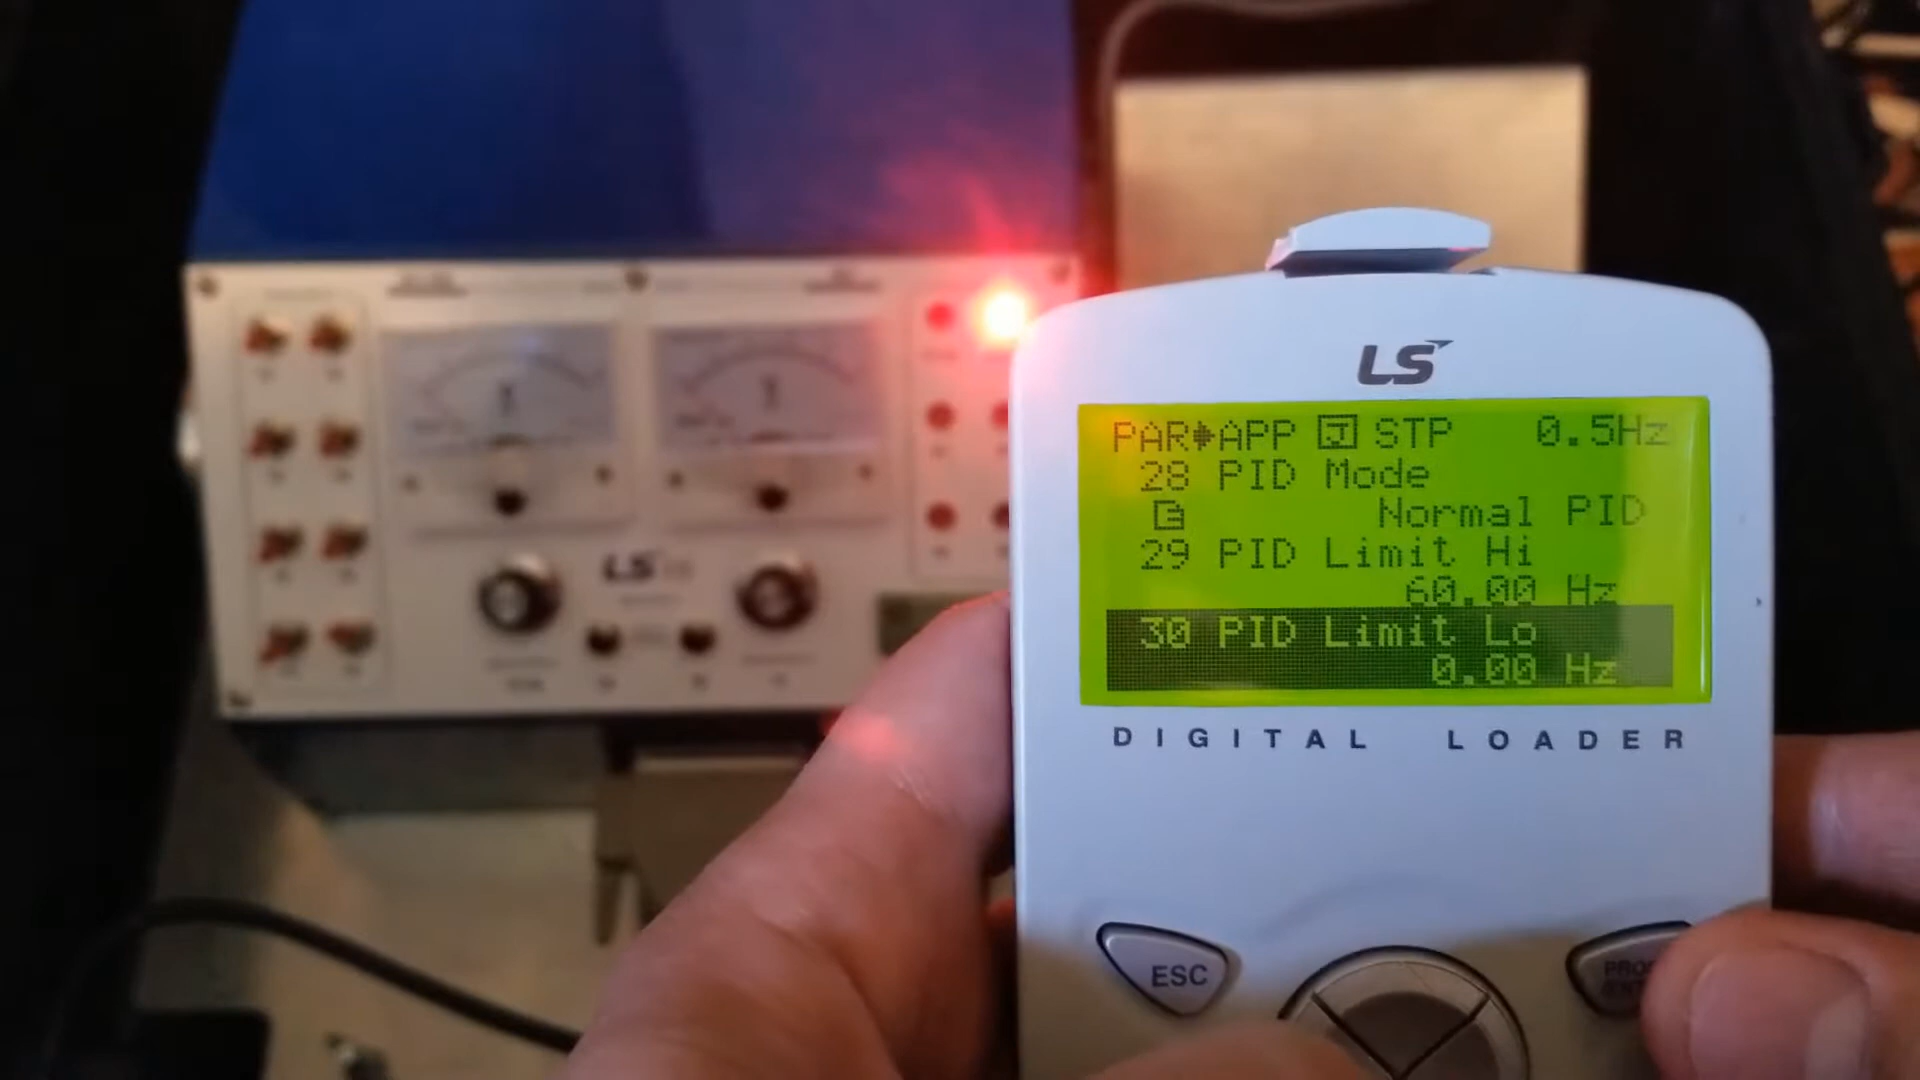 LS
PAR➧APP J STP 0.5Hz
28 PID Mode
Normal PID
29 PID Limit Hi
60.00 Hz
30 PID Limit Lo
0.00 Hz
DIGITAL LOADER
ESC
LS